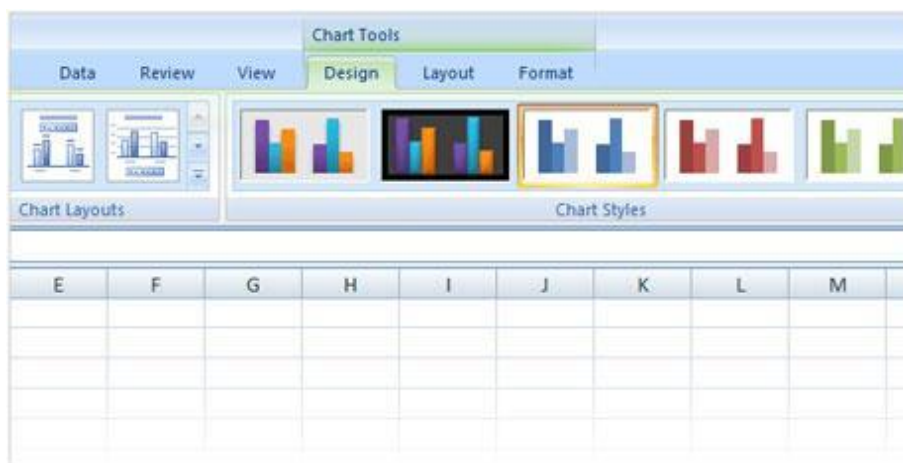 Chart Tools
Data Review View Design Layout Format
Chart Layouts Chart Styles
E F G H I J K L M